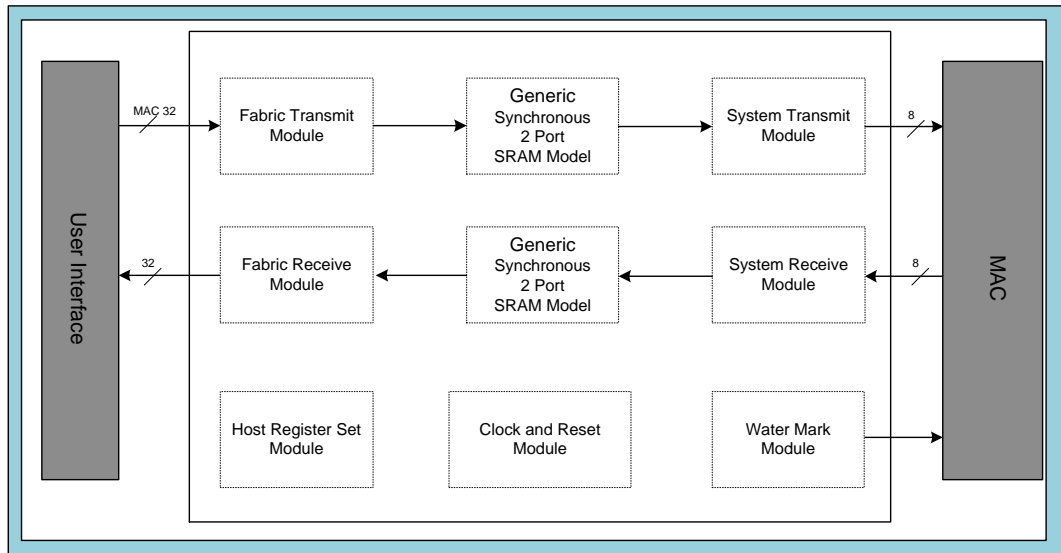 User Interface
MAC 32
Fabric Transmit
Module
Generic
Synchronous
2 Port
SRAM Model
System Transmit
Module
8
MAC
32
Fabric Receive
Module
Generic
Synchronous
2 Port
SRAM Model
System Receive
Module
8
Host Register Set
Module
Clock and Reset
Module
Water Mark
Module